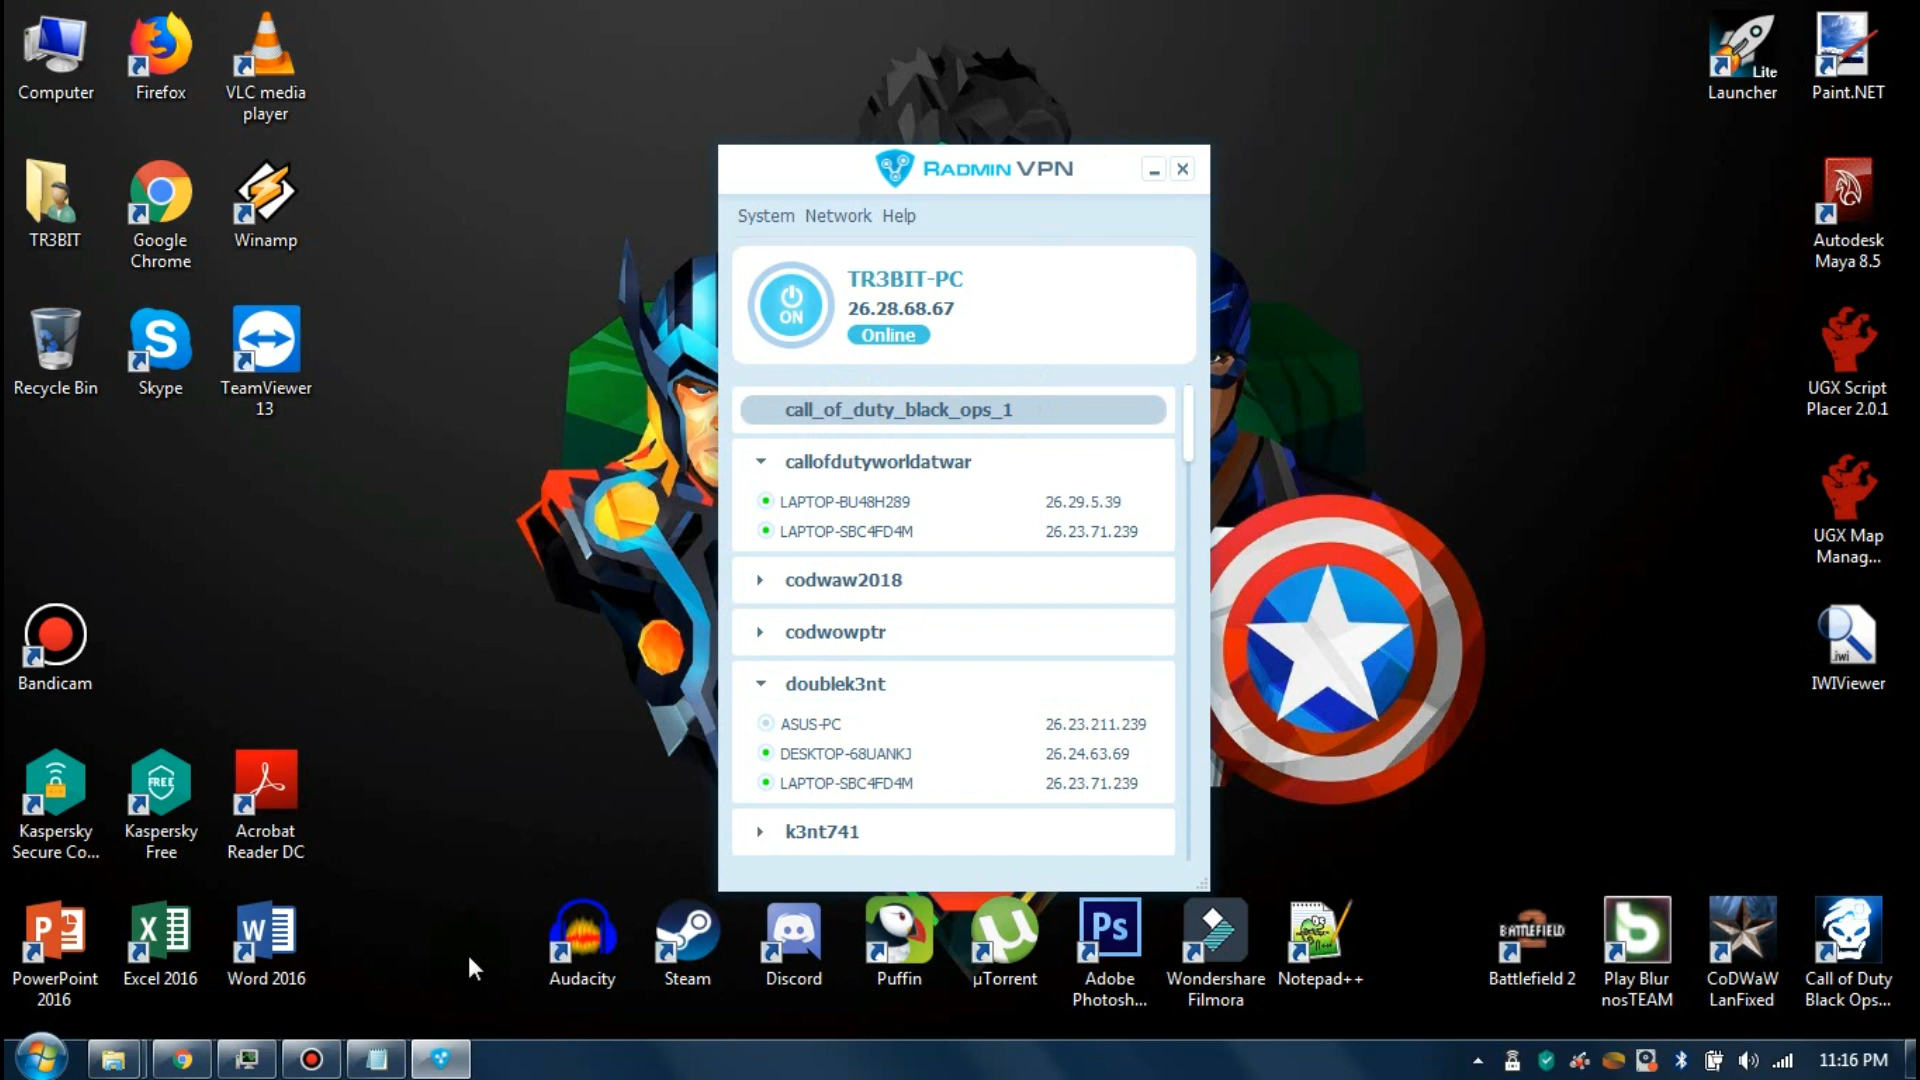 Computer
Firefox
VLC media
player
Lite
Launcher
Paint.NET
TR3BIT
Google
Chrome
Winamp
Autodesk
Maya 8.5
Recycle Bin
Skype
TeamViewer
13
UGX Script
Placer 2.0.1
UGX Map
Manag...
Bandicam
.iwi
IWIViewer
Kaspersky
Secure Co...
FREE
Kaspersky
Free
Acrobat
Reader DC
PowerPoint
2016
Excel 2016
Word 2016
RADMIN VPN
System Network Help
ON
TR3BIT-PC
26.28.68.67
Online
call_of_duty_black_ops_1
callofdutyworldatwar
LAPTOP-BU48H289 26.29.5.39
LAPTOP-SBC4FD4M 26.23.71.239
codwaw2018
codwowptr
doublek3nt
ASUS-PC 26.23.211.239
DESKTOP-68UANKJ 26.24.63.69
LAPTOP-SBC4FD4M 26.23.71.239
k3nt741
Audacity
Steam
Discord
Puffin
µTorrent
Ps
Adobe
Photosh...
Wondershare
Filmora
Notepad++
BATTLEFIELD
2
Battlefield 2
Play Blur
nosTEAM
CoDWaW
LanFixed
Call of Duty
Black Ops...
11:16 PM